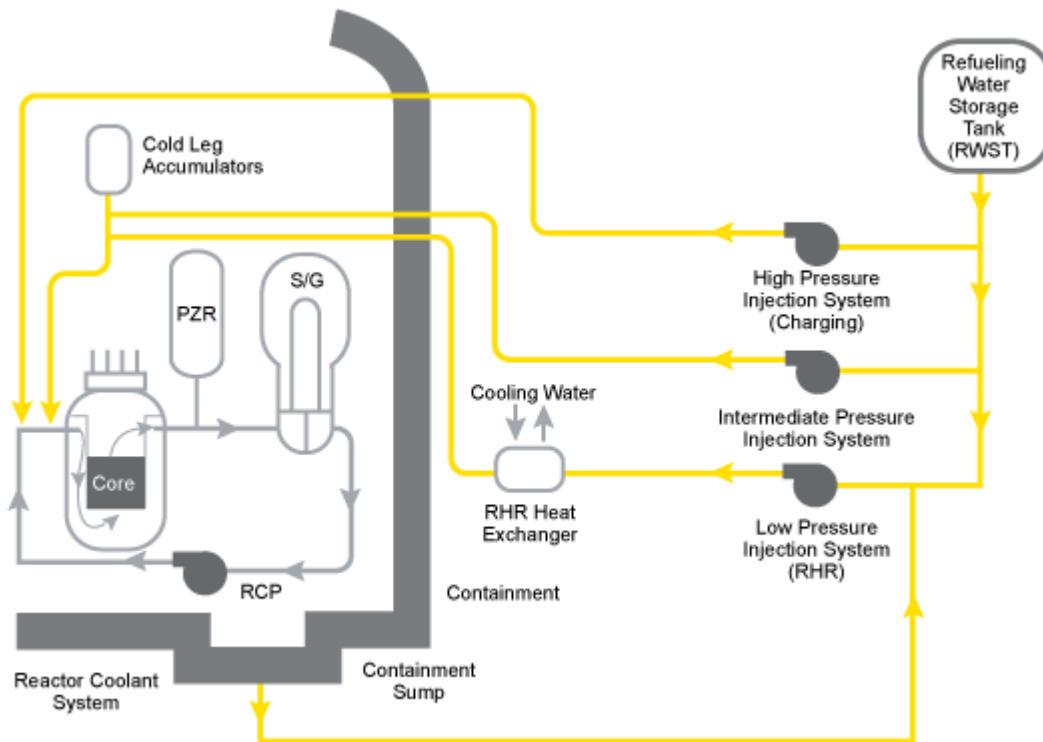 Refueling
Water
Storage
Tank
(RWST)
Cold Leg
Accumulators
PZR
S/G
High Pressure
Injection System
(Charging)
Cooling Water
Intermediate Pressure
Injection System
Core
RHR Heat
Exchanger
Low Pressure
Injection System
(RHR)
RCP
Containment
Reactor Coolant
System
Containment
Sump